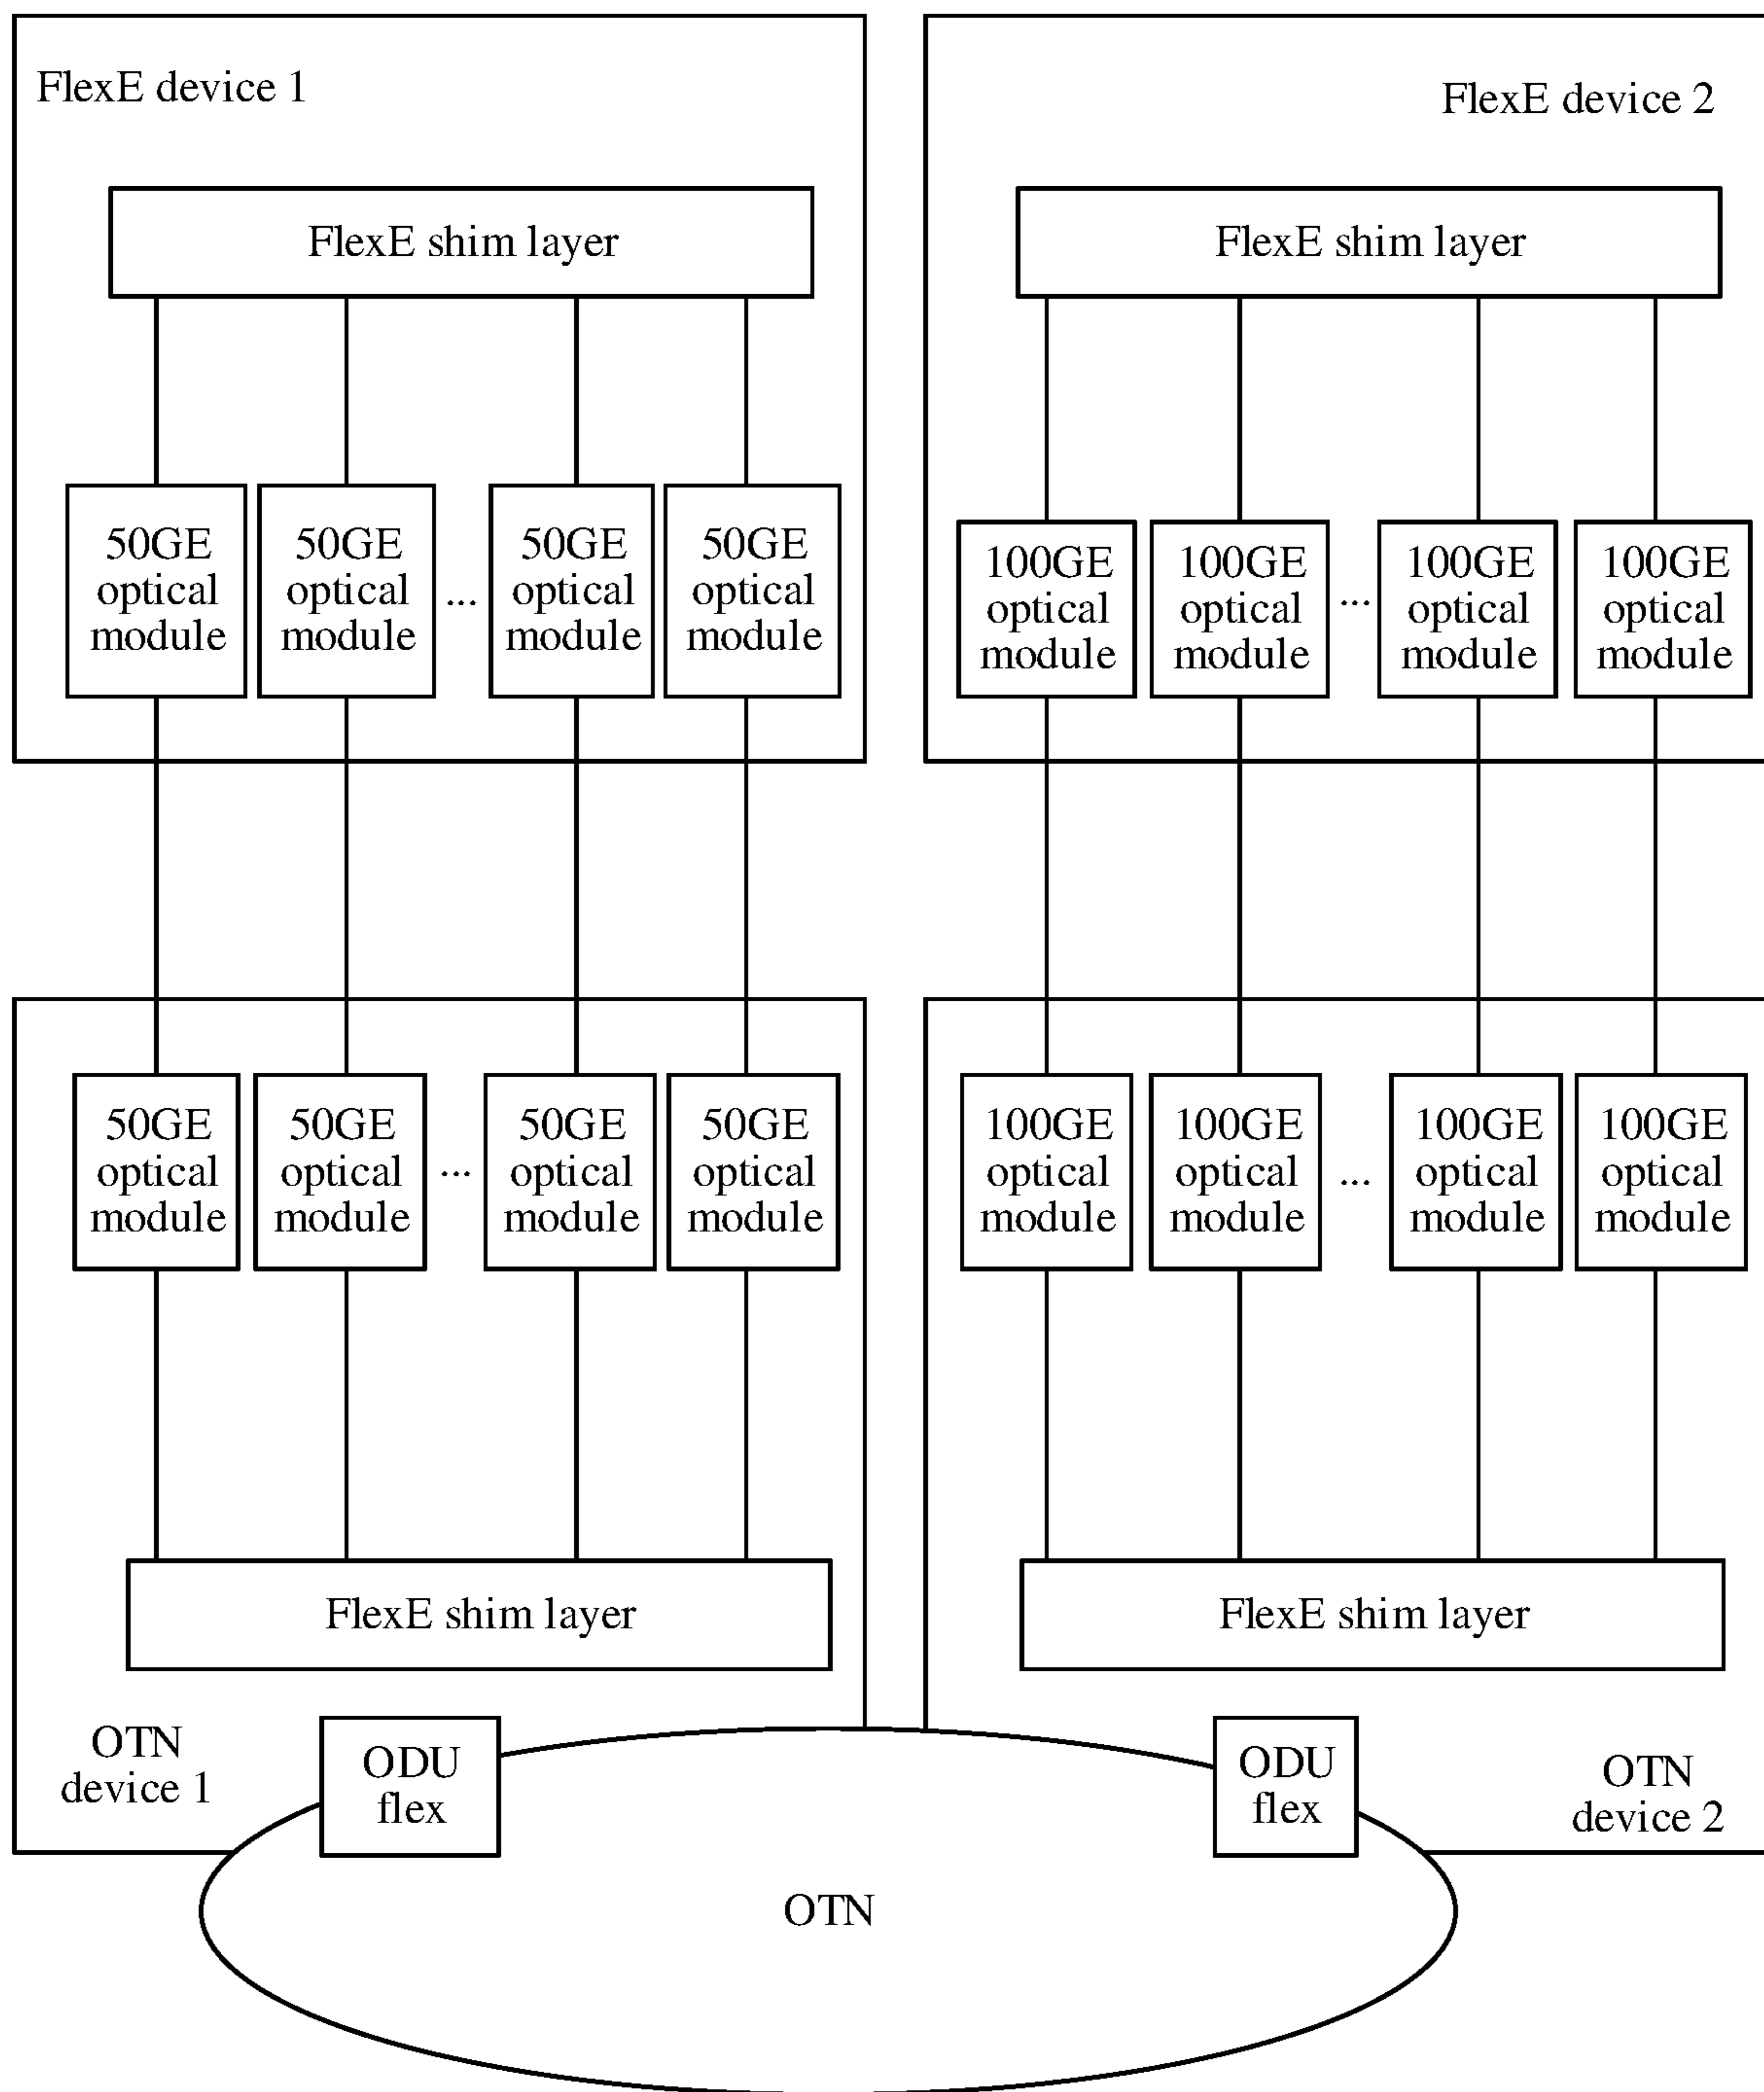 FlexE device 1
FlexE shim layer
50GE
optical
module
50GE
optical
module
...
50GE
optical
module
50GE
optical
module
FlexE device 2
FlexE shim layer
100GE
optical
module
100GE
optical
module
...
100GE
optical
module
100GE
optical
module
50GE
optical
module
50GE
optical
module
...
50GE
optical
module
50GE
optical
module
FlexE shim layer
OTN
device 1
ODU
flex
100GE
optical
module
100GE
optical
module
...
100GE
optical
module
100GE
optical
module
FlexE shim layer
ODU
flex
OTN
device 2
OTN